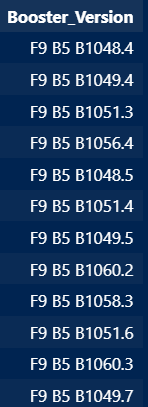 Booster_Version
F9 B5 B1048.4
F9 B5 B1049.4
F9 B5 B1051.3
F9 B5 B1056.4
F9 B5 B1048.5
F9 B5 B1051.4
F9 B5 B1049.5
F9 B5 B1060.2
F9 B5 B1058.3
F9 B5 B1051.6
F9 B5 B1060.3
F9 B5 B1049.7